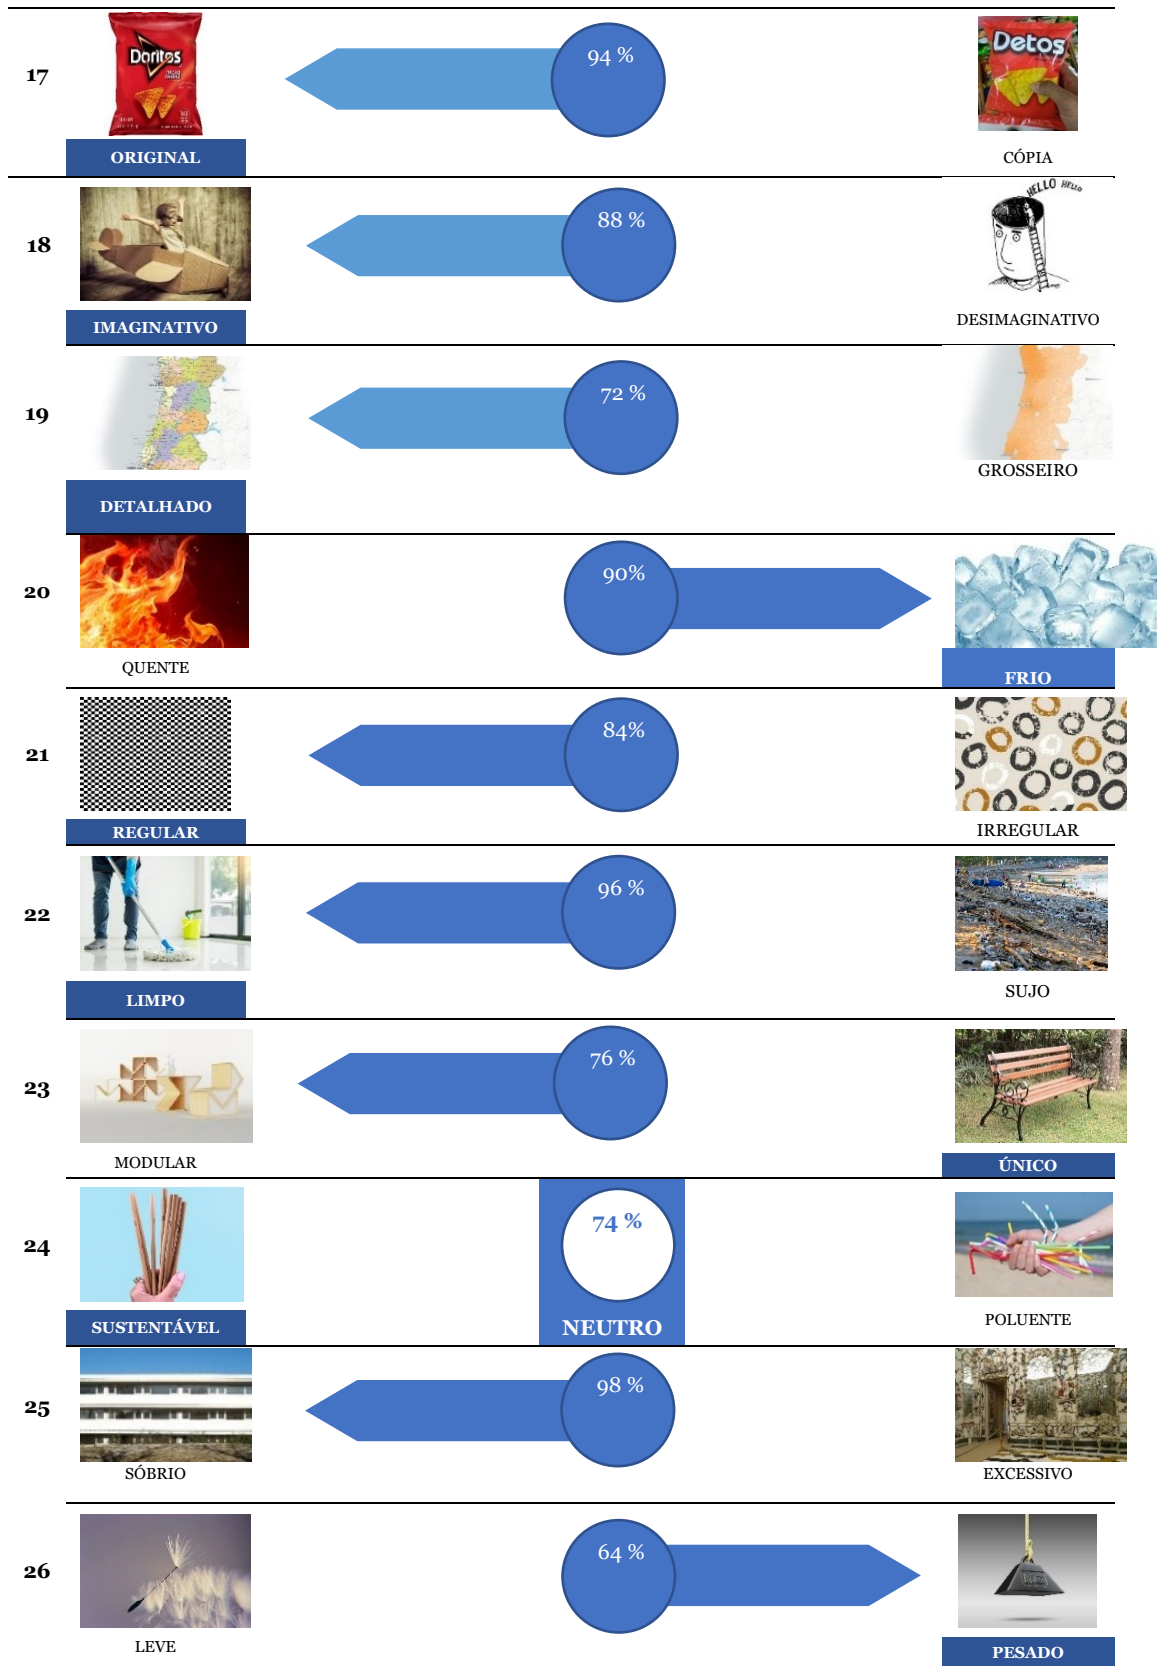 17
Doritos
94 %
Detos
ORIGINAL
CÓPIA
18
88 %
HELLO HELLO
IMAGINATIVO
DESIMAGINATIVO
19
72 %
DETALHADO
GROSSEIRO
20
90%
QUENTE
FRIO
21
84%
REGULAR
IRREGULAR
22
96 %
LIMPO
SUJO
23
76 %
MODULAR
ÚNICO
24
74 %
SUSTENTÁVEL
NEUTRO
POLUENTE
25
98 %
SÓBRIO
EXCESSIVO
26
64 %
LEVE
PESADO